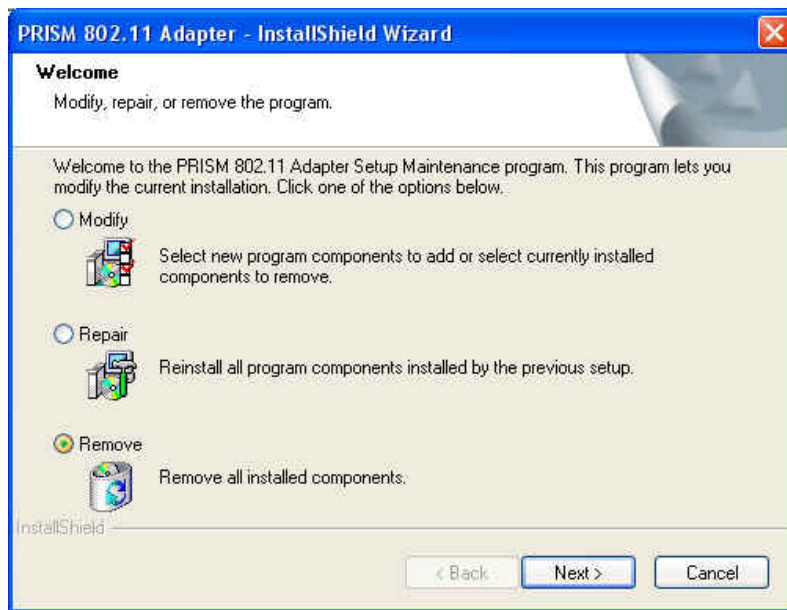 PRISM 802.11 Adapter - InstallShield Wizard
Welcome
Modify, repair, or remove the program.
Welcome to the PRISM 802.11 Adapter Setup Maintenance program. This program lets you
modify the current installation. Click one of the options below.
Modify
Select new program components to add or select currently installed
components to remove.
Repair
Reinstall all program components installed by the previous setup.
Remove
Remove all installed components.
InstallShield
< Back Next > Cancel